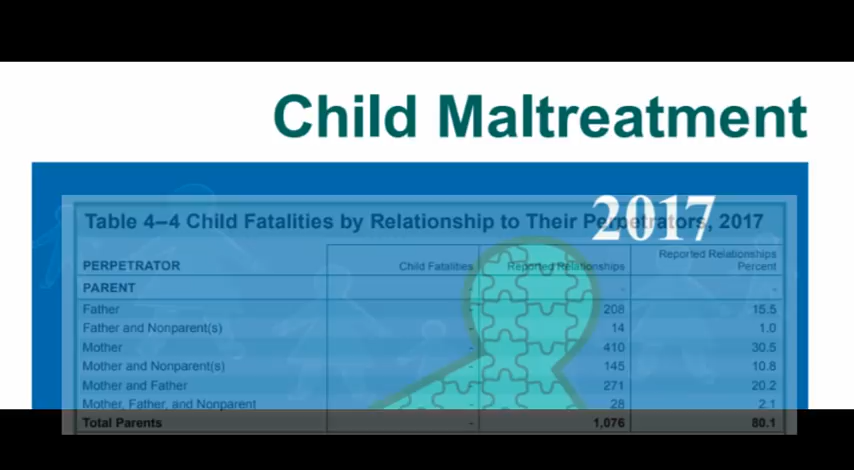 Child Maltreatment
2017
Table 4–4 Child Fatalities by Relationship to Their Perpetrators, 2017
PERPETRATOR Child Fatalities Reported Relationships Reported Relationships Percent
PARENT - - -
Father - 208 15.5
Father and Nonparent(s) - 14 1.0
Mother - 410 30.5
Mother and Nonparent(s) - 145 10.8
Mother and Father - 271 20.2
Mother, Father, and Nonparent - 28 2.1
Total Parents - 1,076 80.1